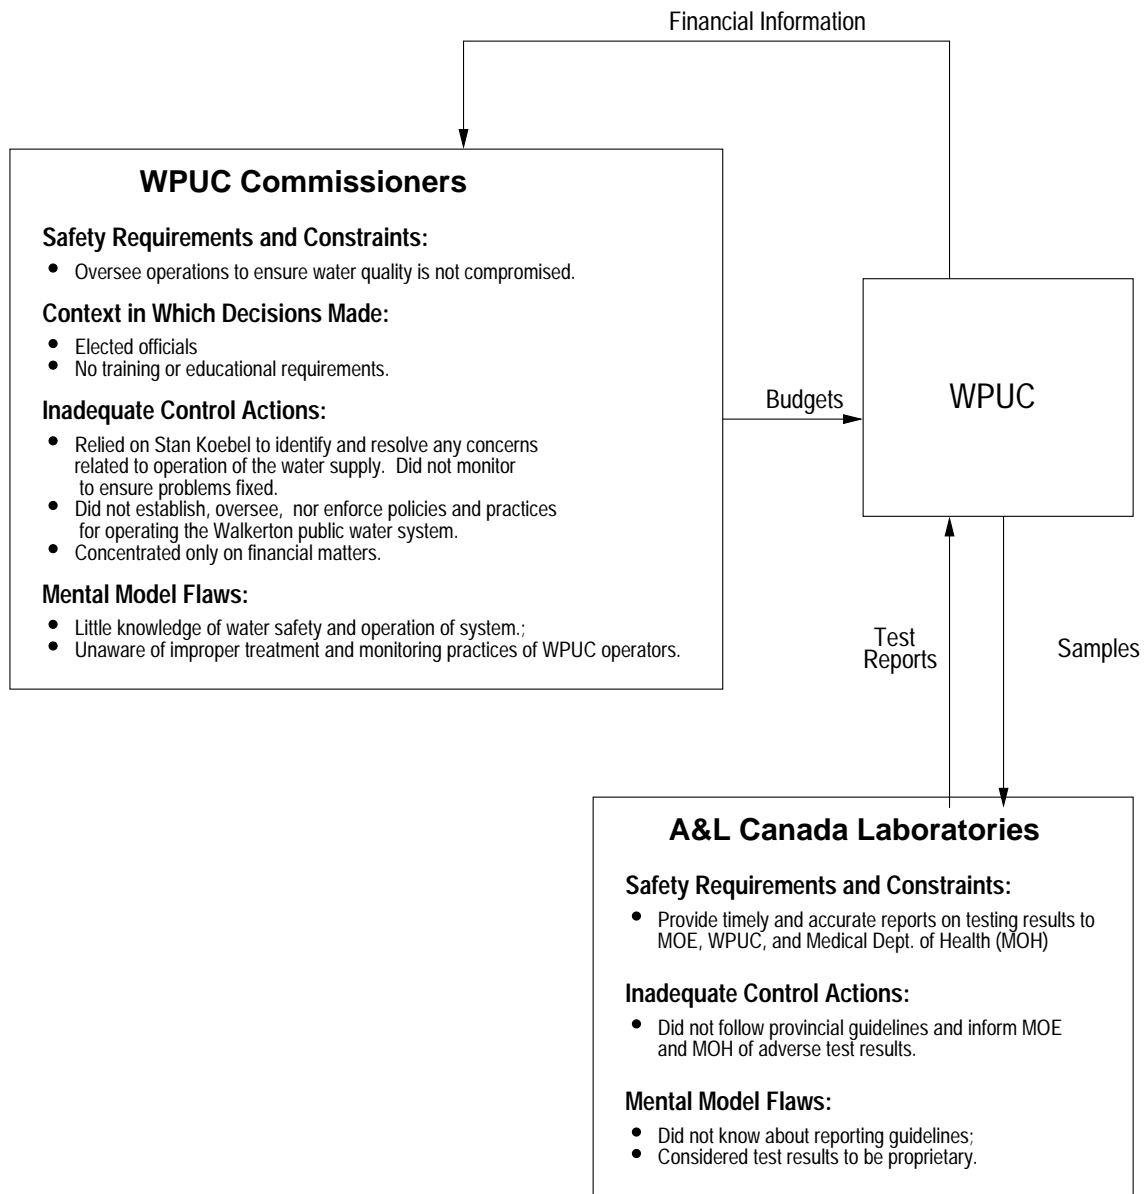 Financial Information
WPUC Commissioners
Safety Requirements and Constraints:
• Oversee operations to ensure water quality is not compromised.
Context in Which Decisions Made:
• Elected officials
• No training or educational requirements.
Inadequate Control Actions:
• Relied on Stan Koebel to identify and resolve any concerns
related to operation of the water supply. Did not monitor
to ensure problems fixed.
• Did not establish, oversee, nor enforce policies and practices
for operating the Walkerton public water system.
• Concentrated only on financial matters.
Mental Model Flaws:
• Little knowledge of water safety and operation of system.;
• Unaware of improper treatment and monitoring practices of WPUC operators.
Budgets
WPUC
Test
Reports
Samples
A&L Canada Laboratories
Safety Requirements and Constraints:
• Provide timely and accurate reports on testing results to
MOE, WPUC, and Medical Dept. of Health (MOH)
Inadequate Control Actions:
• Did not follow provincial guidelines and inform MOE
and MOH of adverse test results.
Mental Model Flaws:
• Did not know about reporting guidelines;
• Considered test results to be proprietary.